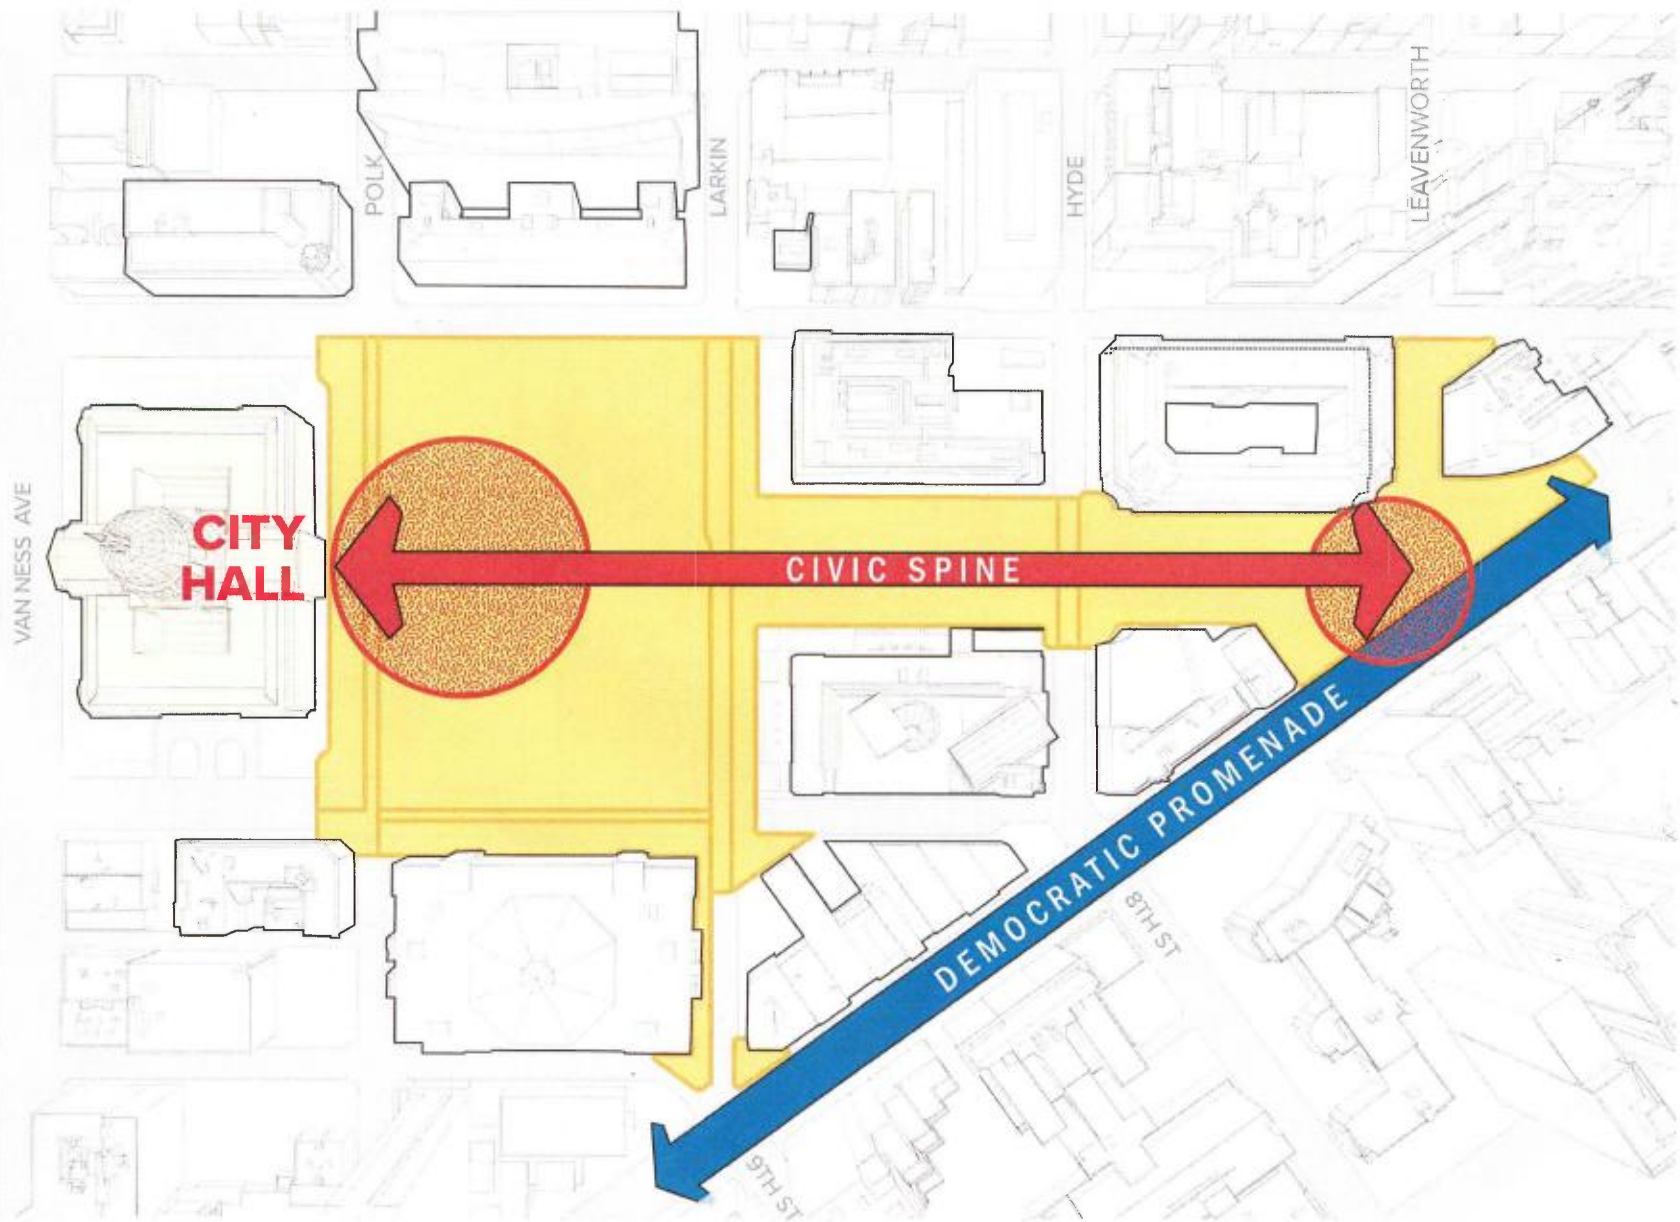 POLK
LARKIN
HYDE
LEAVENWORTH
VAN NESS AVE
CITY
HALL
CIVIC SPINE
DEMOCRATIC PROMENADE
8TH ST
9TH ST